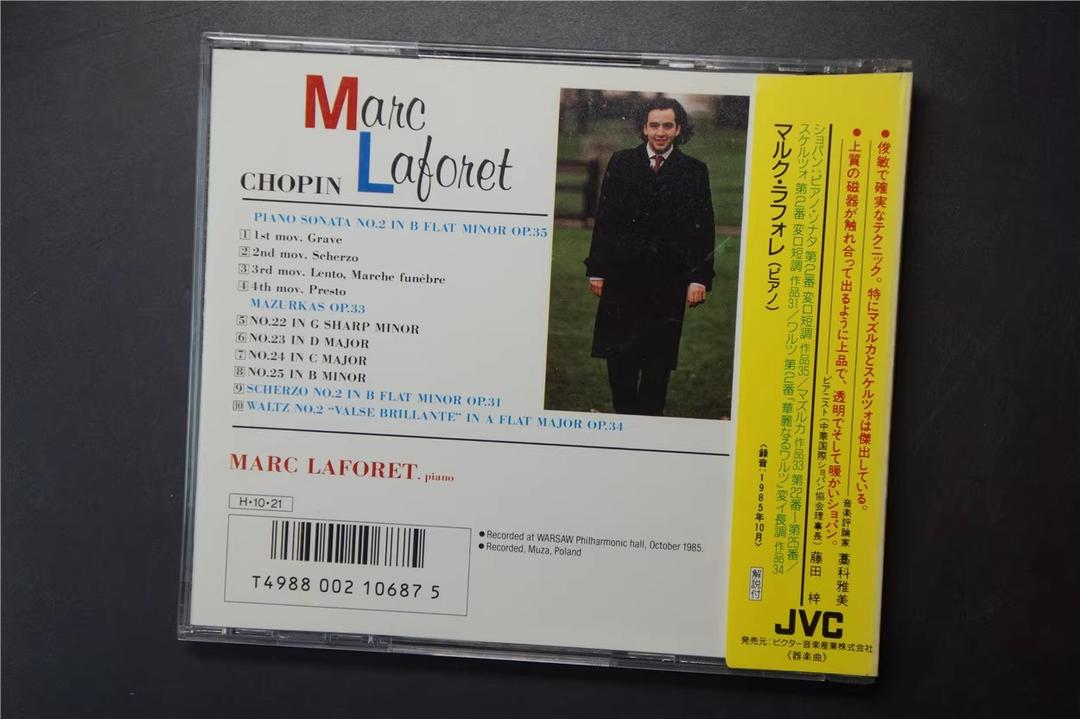 Marc
Laforet
CHOPIN
PIANO SONATA NO.2 IN B FLAT MINOR OP.35
1 1st mov. Grave
2 2nd mov. Scherzo
3 3rd mov. Lento, Marche funèbre
4 4th mov. Presto
MAZURKAS OP.33
5 NO.22 IN G SHARP MINOR
6 NO.23 IN D MAJOR
7 NO.24 IN C MAJOR
8 NO.25 IN B MINOR
9 SCHERZO NO.2 IN B FLAT MINOR OP.31
10 WALTZ NO.2 “VALSE BRILLANTE” IN A FLAT MAJOR OP.34
MARC LAFORET, piano
H・10・21
T4988 002 10687 5
●Recorded at WARSAW Philharmonic hall, October 1985.
●Recorded, Muza, Poland
●俊敏で確実なテクニック。特にマズルカとスケルツォは傑出している。
音楽評論家 藁科雅美
●上質の磁器が触れ合って出るように上品で、透明でそして暖かいショパン。
ピアニスト(中華国際ショパン協会理事長) 藤田 梓
ショパン:ピアノ・ソナタ 第2番 変ロ短調 作品35/マズルカ 作品33 第22番〜第25番/
スケルツォ 第2番 変ロ短調 作品31/ワルツ 第2番「華麗なるワルツ」変イ長調 作品34
マルク・ラフォレ(ピアノ)
〈録音:1985年10月〉
解説付
JVC
発売元:ビクター音楽産業株式会社
《器楽曲》